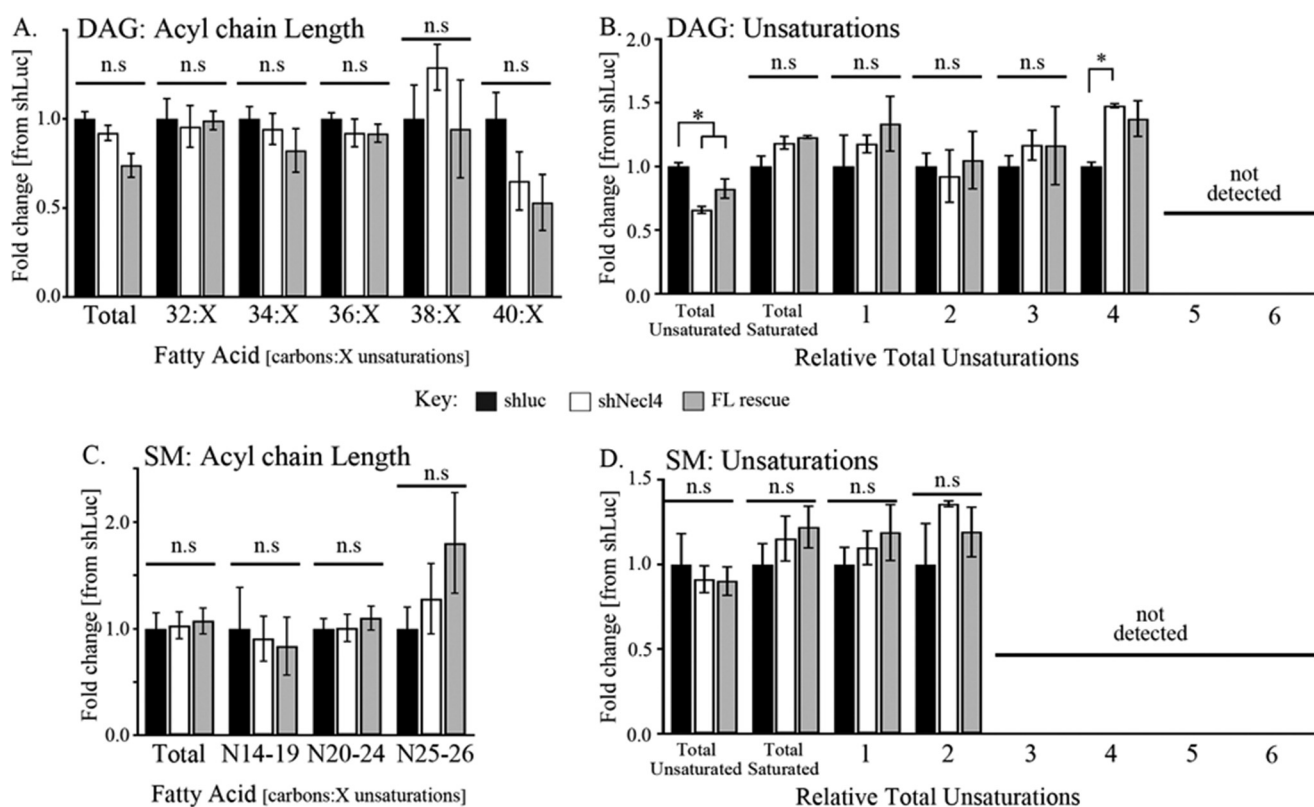 A. DAG: Acyl chain Length
n.s
n.s n.s n.s n.s n.s
Fold change [from shLuc]
1.0
0.5
0.0
Total 32:X 34:X 36:X 38:X 40:X
Fatty Acid [carbons:X unsaturations]
B. DAG: Unsaturations
2.0
1.5
1.0
0.5
0.0
Fold change [from shLuc]
* n.s n.s n.s n.s *
not
detected
Total
Unsaturated
Total
Saturated
1 2 3 4 5 6
Relative Total Unsaturations
Key: shluc shNecl4 FL rescue
C. SM: Acyl chain Length
n.s
n.s n.s n.s
Fold change [from shLuc]
2.0
1.0
0.0
Total N14-19 N20-24 N25-26
Fatty Acid [carbons:X unsaturations]
D. SM: Unsaturations
1.5
1.0
0.5
0.0
Fold change [from shLuc]
n.s n.s n.s n.s
not
detected
Total
Unsaturated
Total
Saturated
1 2 3 4 5 6
Relative Total Unsaturations